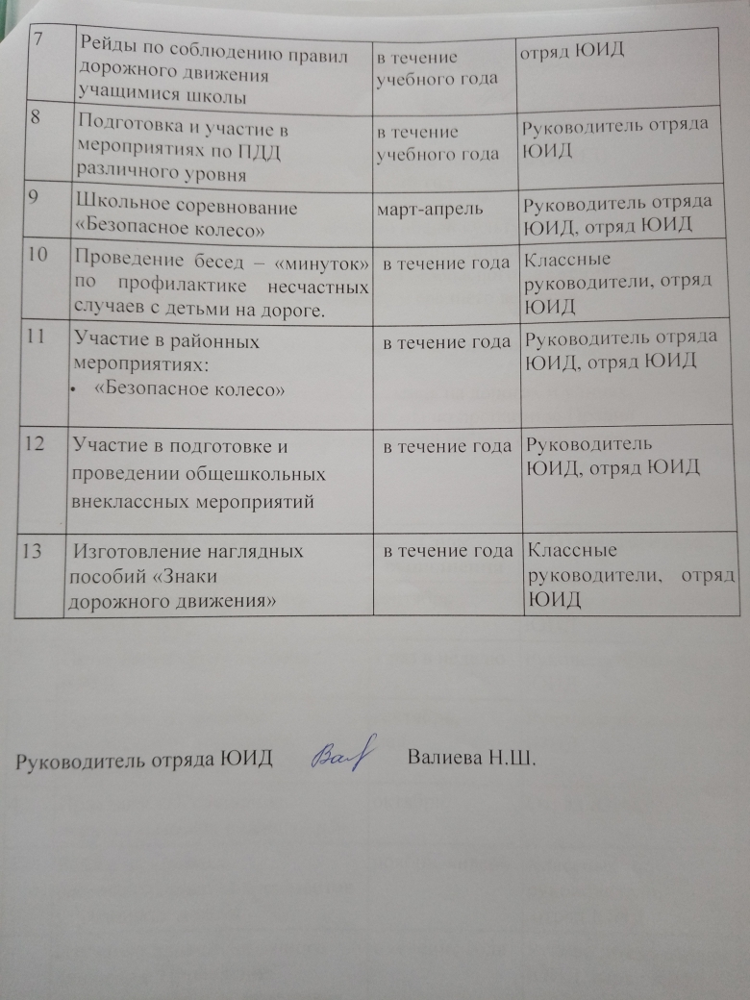 7
Рейды по соблюдению правил
дорожного движения
учащимися школы
в течение
учебного года
отряд ЮИД
8
Подготовка и участие в
мероприятиях по ПДД
различного уровня
в течение
учебного года
Руководитель отряда
ЮИД
9
Школьное соревнование
«Безопасное колесо»
март-апрель
Руководитель отряда
ЮИД, отряд ЮИД
10
Проведение бесед – «минуток»
по профилактике несчастных
случаев с детьми на дороге.
в течение года
Классные
руководители, отряд
ЮИД
11
Участие в районных
мероприятиях:
• «Безопасное колесо»
в течение года
Руководитель отряда
ЮИД, отряд ЮИД
12
Участие в подготовке и
проведении общешкольных
внеклассных мероприятий
в течение года
Руководитель
ЮИД, отряд ЮИД
13
Изготовление наглядных
пособий «Знаки
дорожного движения»
в течение года
Классные
руководители, отряд
ЮИД
Руководитель отряда ЮИД Валиева Н.Ш.